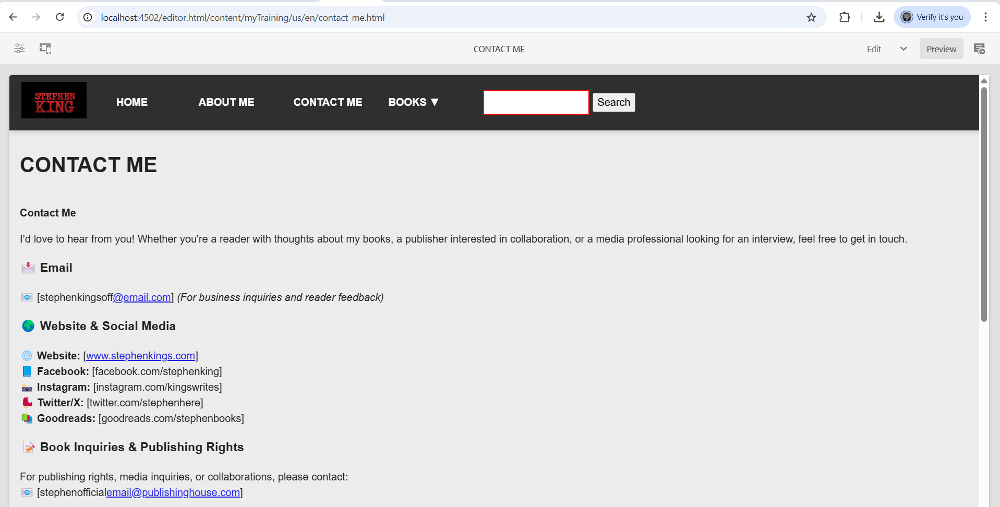 localhost:4502/editor.html/content/myTraining/us/en/contact-me.html
Verify it's you
CONTACT ME
Edit
Preview
STEPHEN
KING
HOME
ABOUT ME
CONTACT ME
BOOKS ▼
Search
CONTACT ME
Contact Me
I’d love to hear from you! Whether you're a reader with thoughts about my books, a publisher interested in collaboration, or a media professional looking for an interview, feel free to get in touch.
📩 Email
📧 [stephenkingsoff@email.com] (For business inquiries and reader feedback)
🌍 Website & Social Media
🌐 Website: [www.stephenkings.com]
📘 Facebook: [facebook.com/stephenking]
📸 Instagram: [instagram.com/kingswrites]
Twitter/X: [twitter.com/stephenhere]
📚 Goodreads: [goodreads.com/stephenbooks]
📝 Book Inquiries & Publishing Rights
For publishing rights, media inquiries, or collaborations, please contact:
📧 [stephenofficialemail@publishinghouse.com]